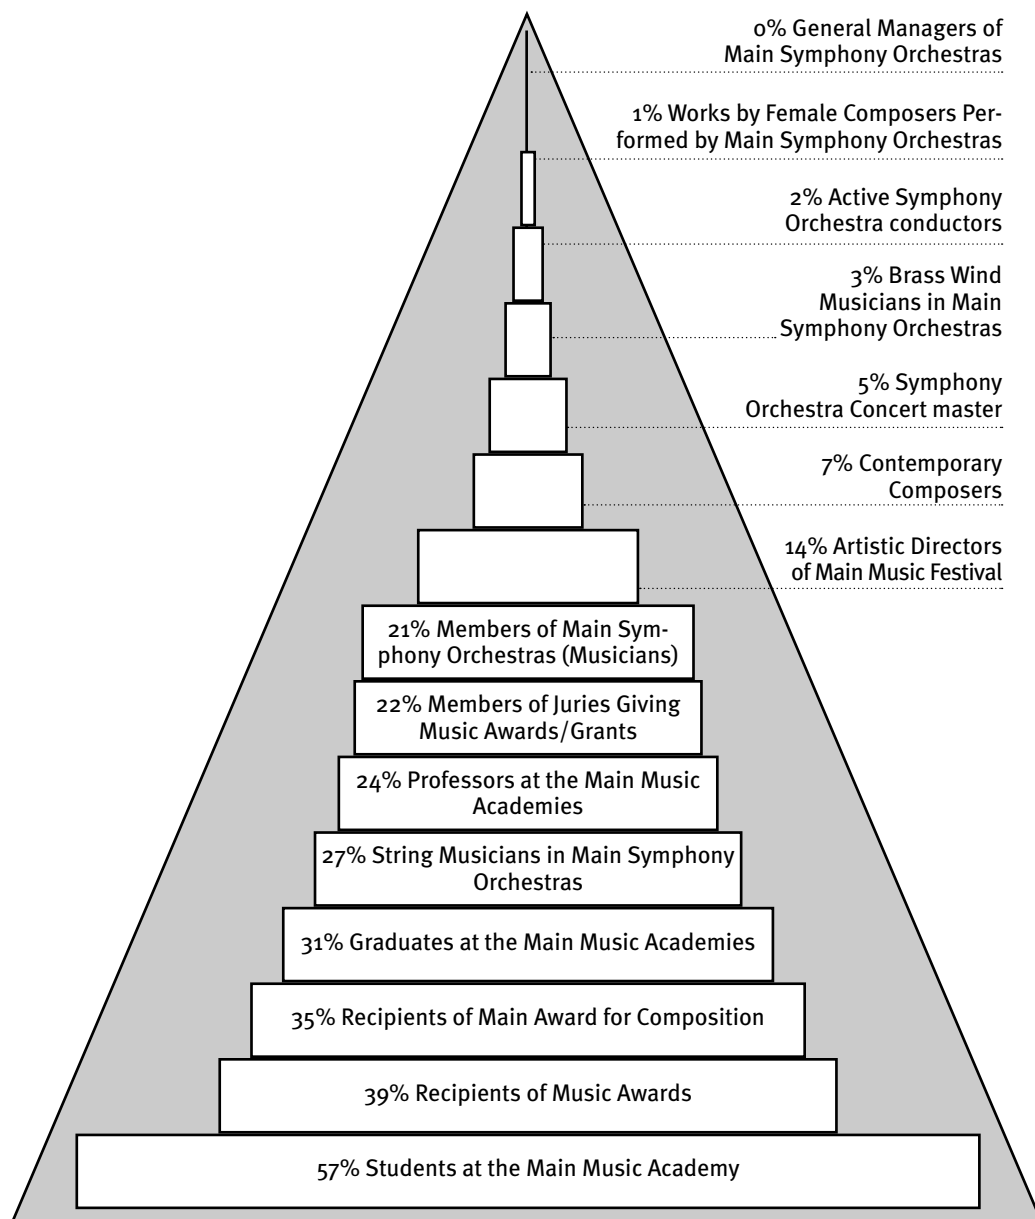 0% General Managers of
Main Symphony Orchestras
1% Works by Female Composers Per-
formed by Main Symphony Orchestras
2% Active Symphony
Orchestra conductors
3% Brass Wind
Musicians in Main
Symphony Orchestras
5% Symphony
Orchestra Concert master
7% Contemporary
Composers
14% Artistic Directors
of Main Music Festival
21% Members of Main Sym-
phony Orchestras (Musicians)
22% Members of Juries Giving
Music Awards/Grants
24% Professors at the Main Music
Academies
27% String Musicians in Main Symphony
Orchestras
31% Graduates at the Main Music Academies
35% Recipients of Main Award for Composition
39% Recipients of Music Awards
57% Students at the Main Music Academy